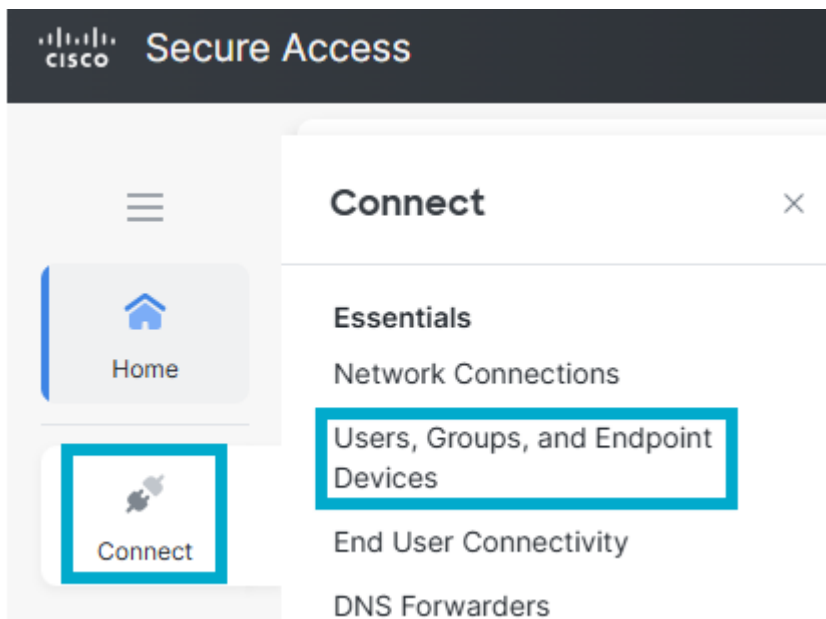 cisco Secure Access
Connect
Home
Essentials
Network Connections
Users, Groups, and Endpoint
Devices
Connect
End User Connectivity
DNS Forwarders